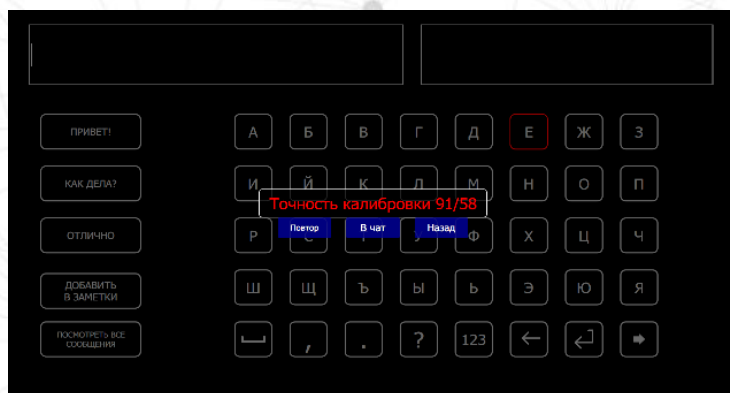 ПРИВЕТ!
А Б В Г Д Е Ж З
КАК ДЕЛА?
И Й К Л М Н О П
Точность калибровки 91/58
Повтор В чат Назад
ОТЛИЧНО
Р С Т У Ф Х Ц Ч
ДОБАВИТЬ
В ЗАМЕТКИ
Ш Щ Ъ Ы Ь Э Ю Я
ПОСМОТРЕТЬ ВСЕ
СООБЩЕНИЯ
, . ? 123